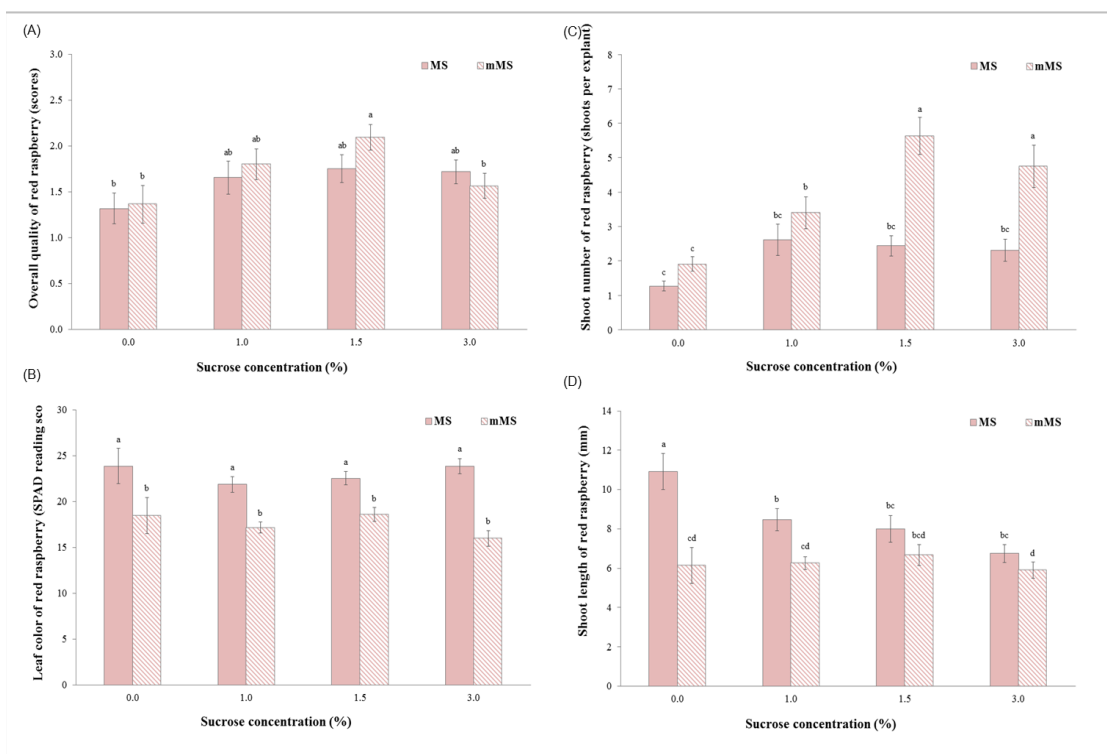 (A)
Overall quality of red raspberry (scores)
MS mMS
3.0
2.5
2.0
1.5
1.0
0.5
0.0
b b ab ab ab a ab b
0.0 1.0 1.5 3.0
Sucrose concentration (%)
(B)
Leaf color of red raspberry (SPAD reading sco
MS mMS
30
25
20
15
10
5
0
a b a b a b a b
0.0 1.0 1.5 3.0
Sucrose concentration (%)
(C)
Shoot number of red raspberry (shoots per explant)
MS mMS
8
7
6
5
4
3
2
1
0
c c bc b bc a bc a
0.0 1.0 1.5 3.0
Sucrose concentration (%)
(D)
Shoot length of red raspberry (mm)
MS mMS
14
12
10
8
6
4
2
0
a cd b cd bc bcd bc d
0.0 1.0 1.5 3.0
Sucrose concentration (%)